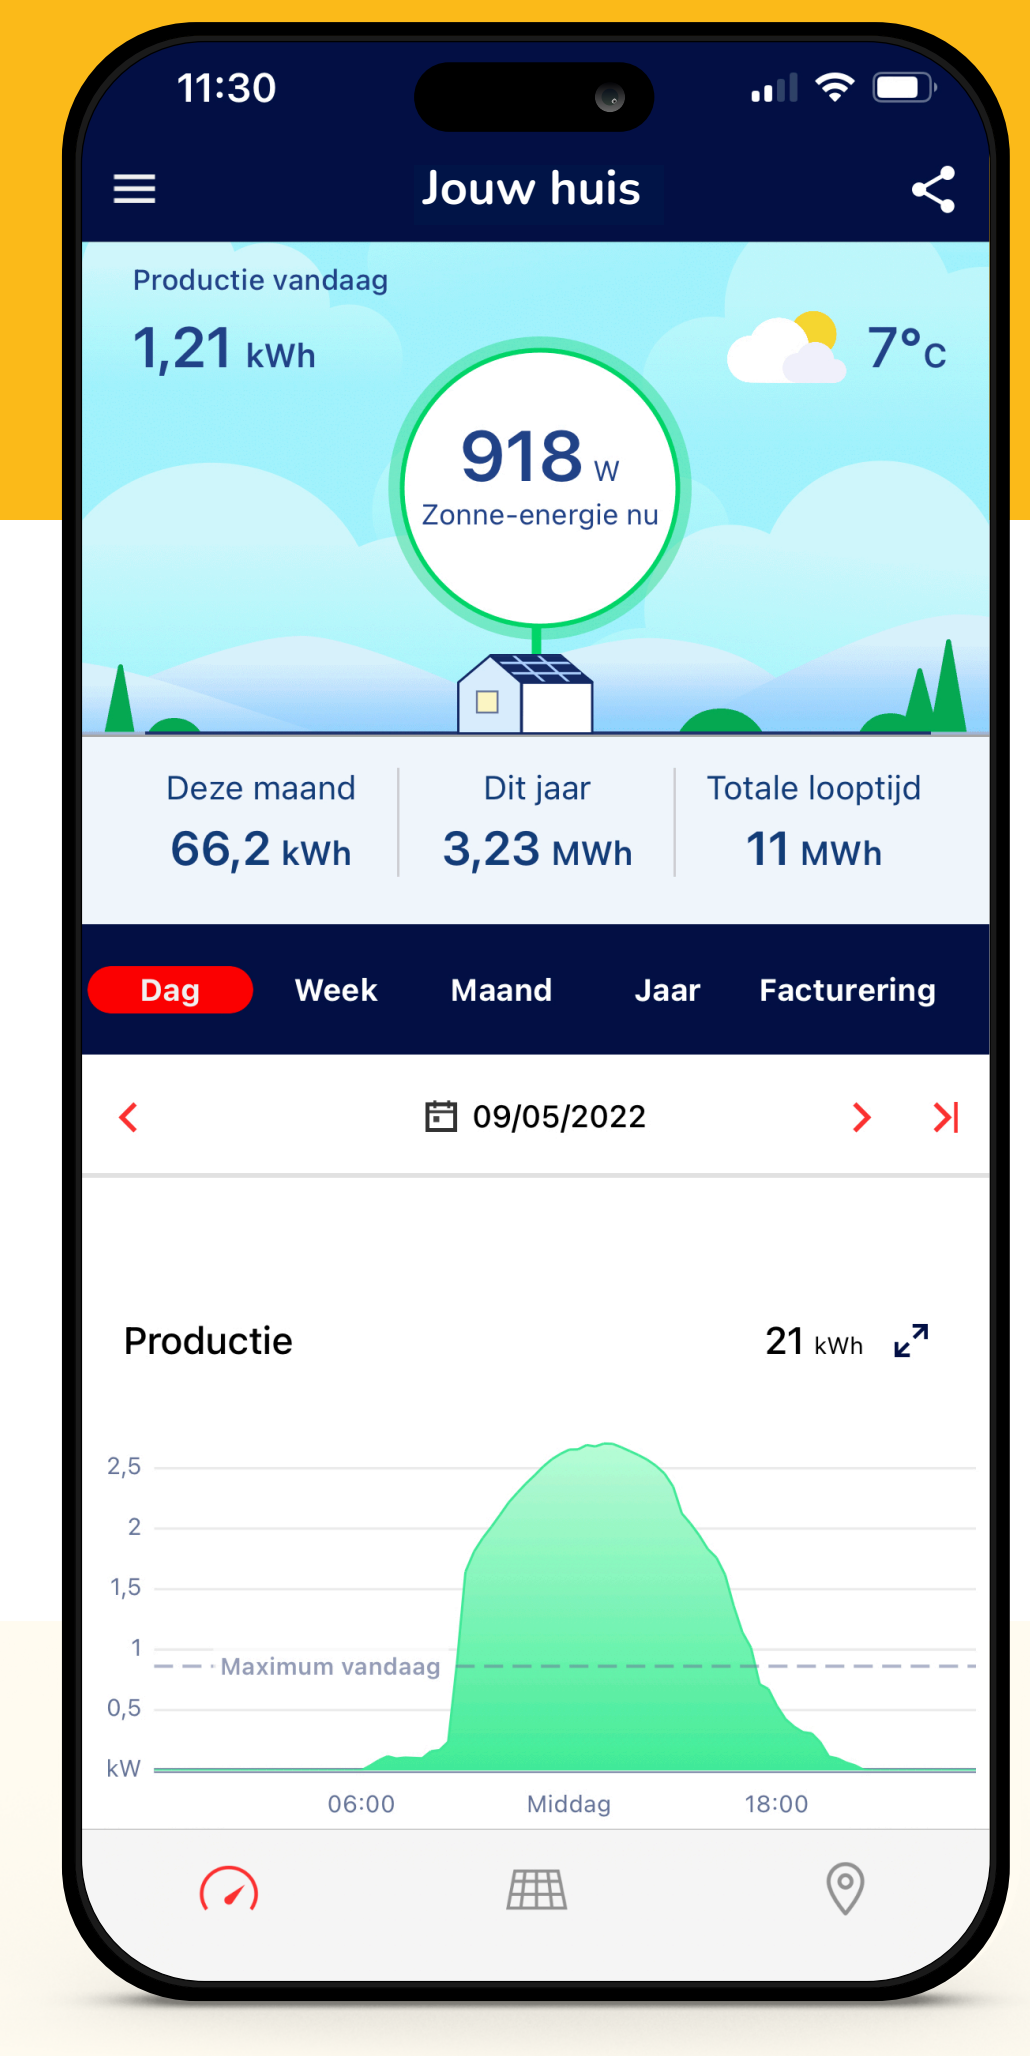 11:30
Jouw huis
Productie vandaag
1,21 kWh
7°C
918 W
Zonne-energie nu
Deze maand
66,2 kWh
Dit jaar
3,23 MWh
Totale looptijd
11 MWh
Dag Week Maand Jaar Facturering
09/05/2022
Productie 21 kWh
2,5
2
1,5
1
Maximum vandaag
0,5
kW
06:00 Middag 18:00